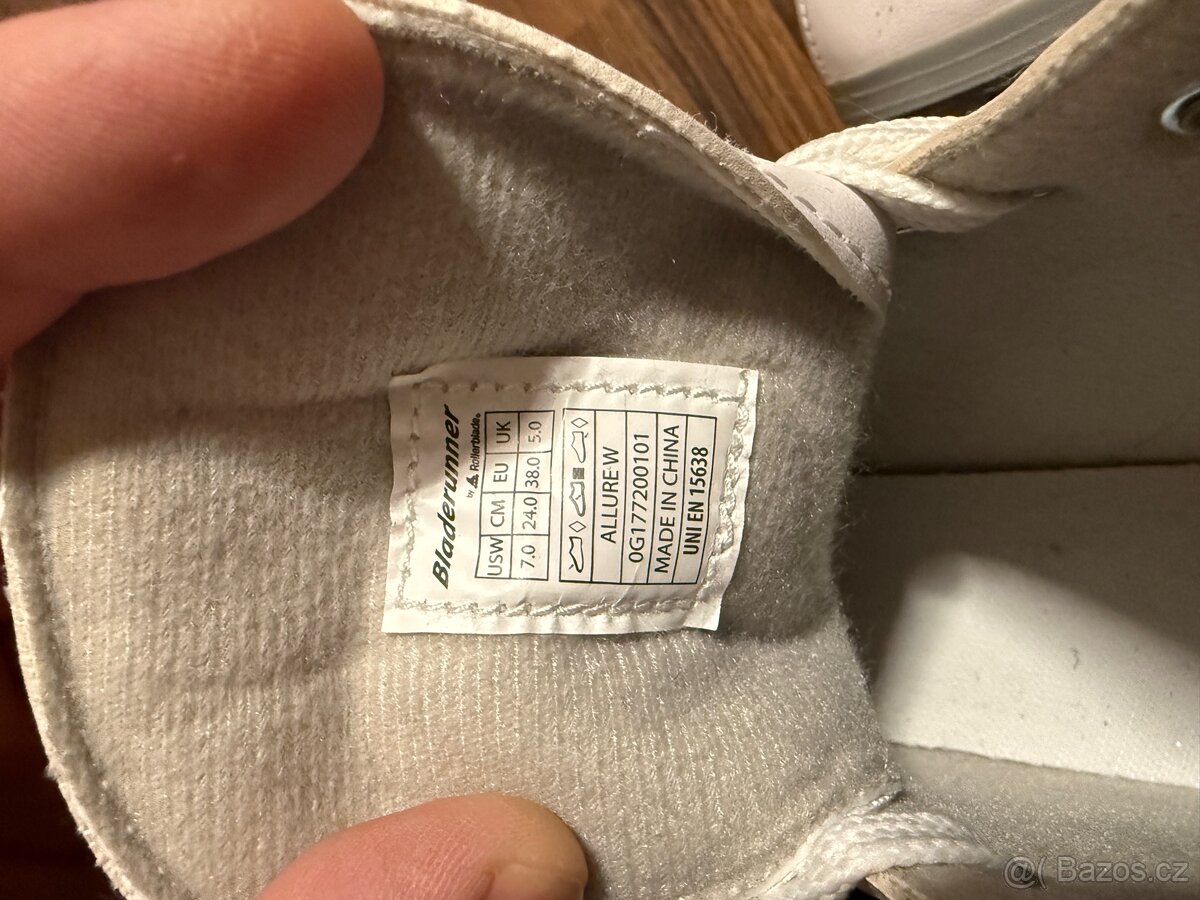 Bladerunner
by Rollerblade®
USW CM EU UK
7.0 24.0 38.0 5.0
ALLURE W
0G177200101
MADE IN CHINA
UNI EN 15638
@( Bazos.cz